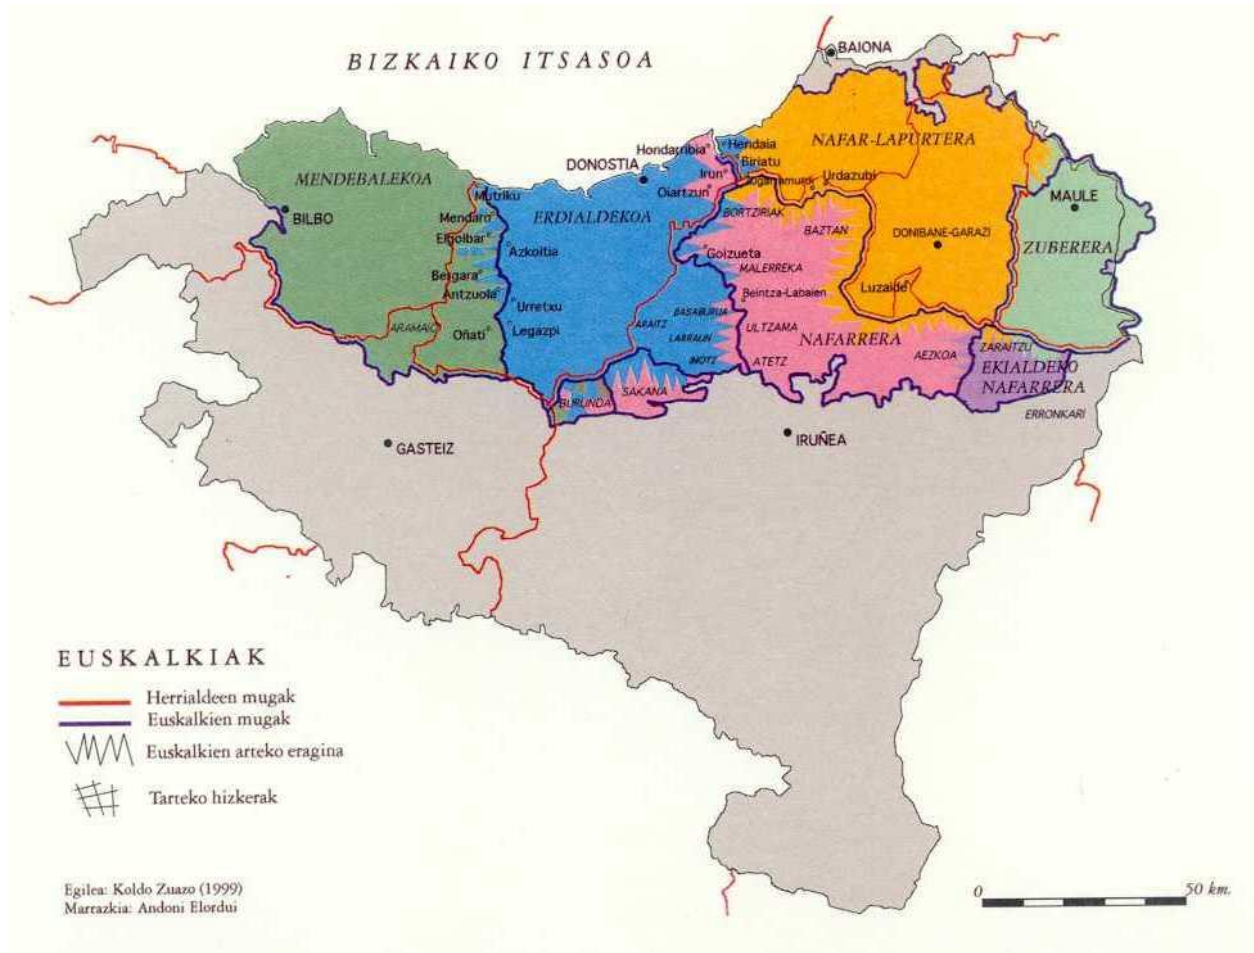 BIZKAIKO ITSASOA
BAIONA
NAFAR-LAPURTERA
Hondarribia
Hendaia
DONOSTIA
Biriatu
MENDEBALEKOA
Irun
Urdazubi
Oiartzun
MAULE
Mutriku
BILBO
Mendaro
ERDIALDEKOA
BORTZIRIAK
BAZTAN
DONIBANE-GARAZI
ZUBERERA
Elgoibar
Azkoitia
Goizueta
MALERREKA
Bergara
Luzaide
Antzuola
Beintza-Labaien
Urretxu
BASABURUA
ARAMAIO
ARAITZ
ULTZAMA
Oñati
Legazpi
LARRAUN
NAFARRERA
ZARAITZU
IMOTZ
ATETZ
AEZKOA
EKIALDEKO
NAFARRERA
SAKANA
BURUNDA
ERRONKARI
IRUÑEA
GASTEIZ
EUSKALKIAK
Herrialdeen mugak
Euskalkien mugak
Euskalkien arteko eragina
Tarteko hizkerak
Egilea: Koldo Zuazo (1999)
Marrazkia: Andoni Elordui
0 50 km.